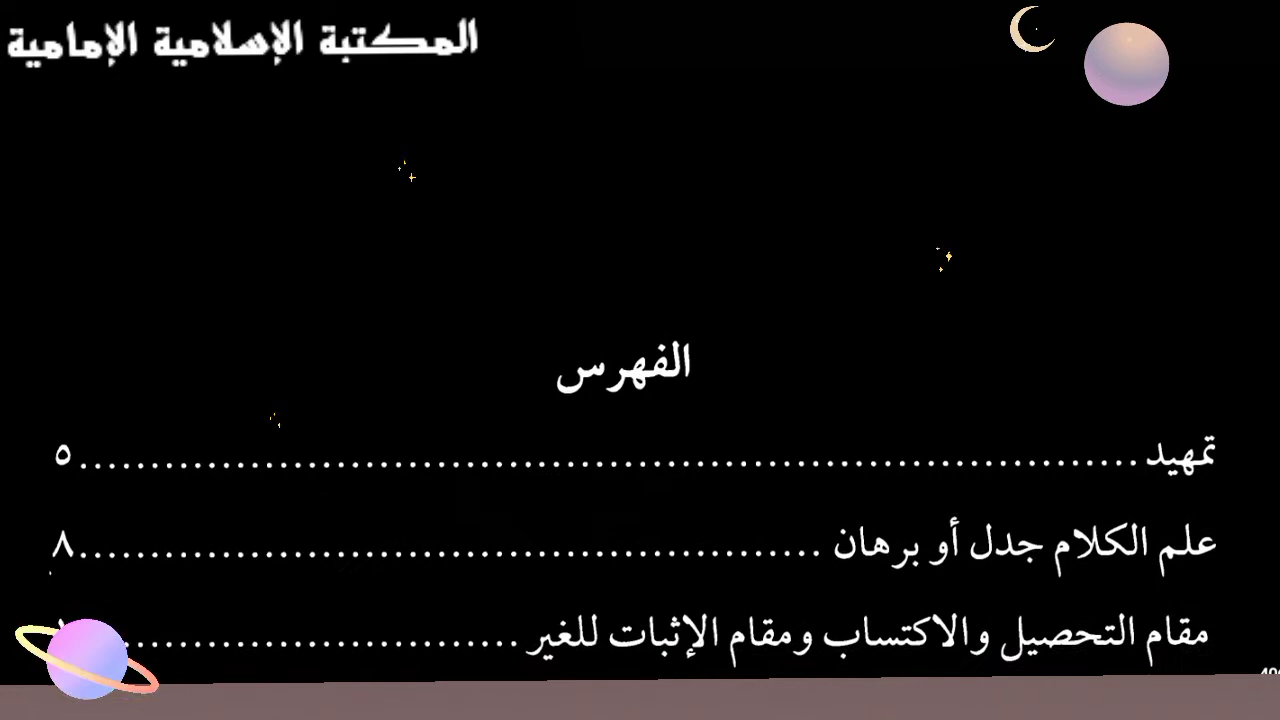 المكتبة الإسلامية الإمامية
الفهرس
تمهيد ................................ ٥
علم الكلام جدل أو برهان ................................ ٨
مقام التحصيل والاكتساب ومقام الإثبات للغير ................................